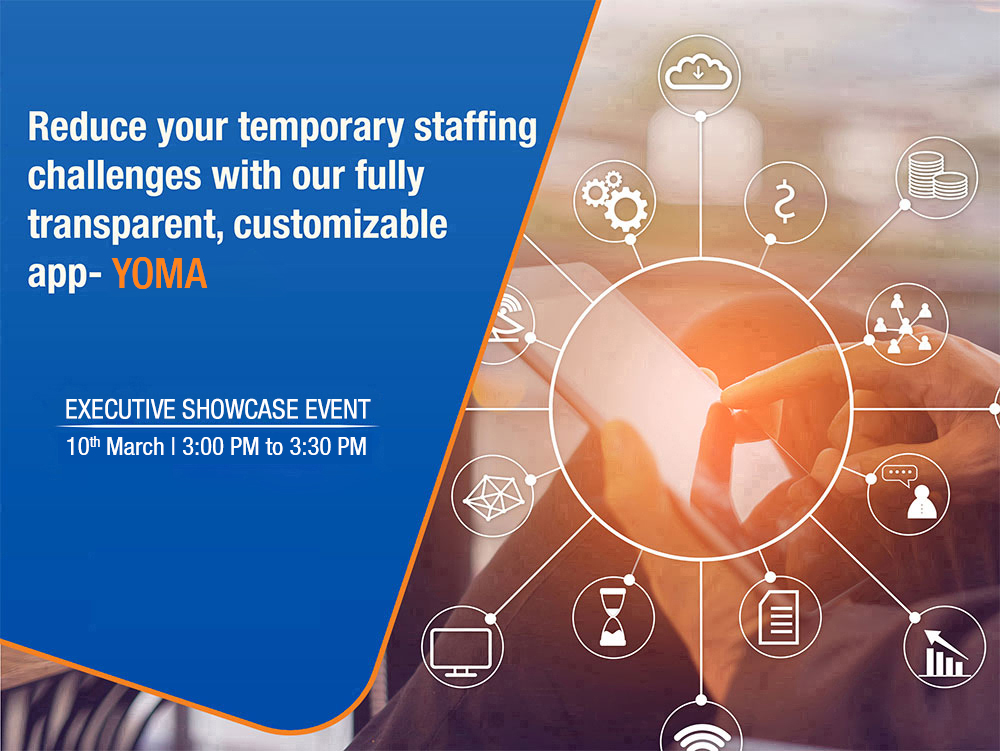 Reduce your temporary staffing
challenges with our fully
transparent, customizable
app- YOMA
EXECUTIVE SHOWCASE EVENT
10th March | 3:00 PM to 3:30 PM